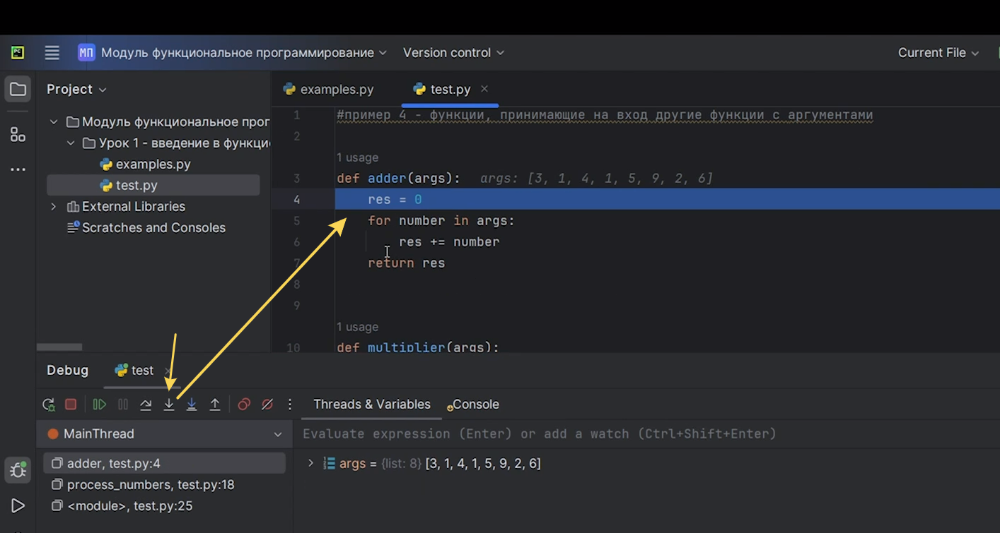 PC
МП Модуль функциональное программирование Version control Current File
Project
examples.py test.py
Модуль функциональное прог
Урок 1 - введение в функци
examples.py
test.py
External Libraries
Scratches and Consoles
1 #пример 4 - функции, принимающие на вход другие функции с аргументами
2
1 usage
3 def adder(args): args: [3, 1, 4, 1, 5, 9, 2, 6]
4 res = 0
5 for number in args:
6 res += number
7 return res
8
9
1 usage
10 def multiplier(args):
Debug test
Threads & Variables Console
MainThread
Evaluate expression (Enter) or add a watch (Ctrl+Shift+Enter)
adder, test.py:4
process_numbers, test.py:18
<module>, test.py:25
args = {list: 8} [3, 1, 4, 1, 5, 9, 2, 6]